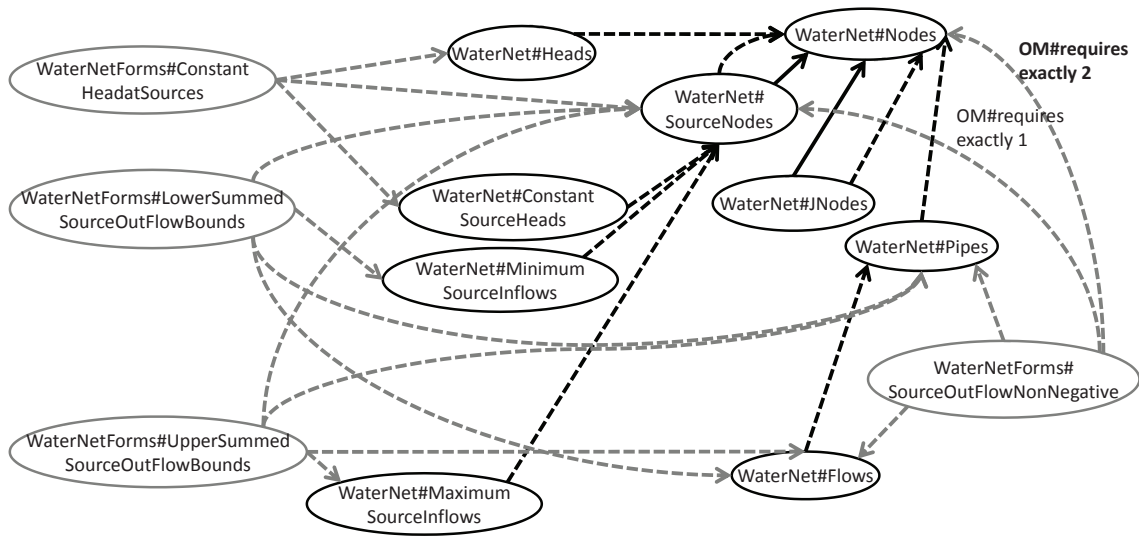 WaterNet#Nodes
WaterNet#Heads
OM#requires
exactly 2
WaterNetForms#Constant
HeadatSources
WaterNet#
SourceNodes
OM#requires
exactly 1
WaterNetForms#LowerSummed
SourceOutFlowBounds
WaterNet#Constant
SourceHeads
WaterNet#JNodes
WaterNet#Pipes
WaterNet#Minimum
SourceInflows
WaterNetForms#
SourceOutFlowNonNegative
WaterNetForms#UpperSummed
SourceOutFlowBounds
WaterNet#Flows
WaterNet#Maximum
SourceInflows